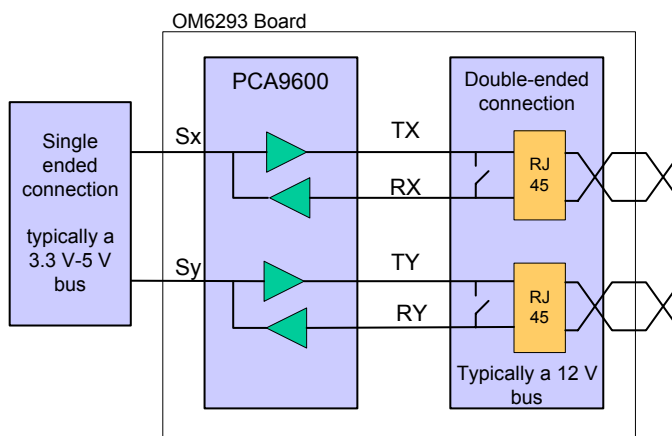 OM6293 Board
PCA9600
Double-ended
connection
Single
ended
connection
typically a
3.3 V-5 V
bus
Sx
TX
RX
RJ
45
Sy
TY
RY
RJ
45
Typically a 12 V
bus